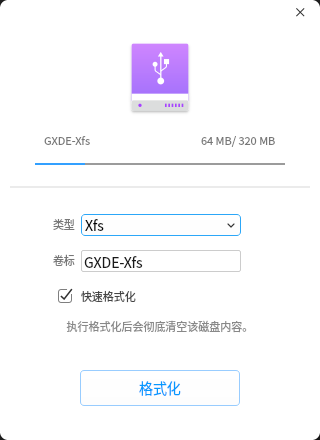 GXDE-Xfs
64 MB/ 320 MB
类型
Xfs
卷标
GXDE-Xfs
快速格式化
执行格式化后会彻底清空该磁盘内容。
格式化